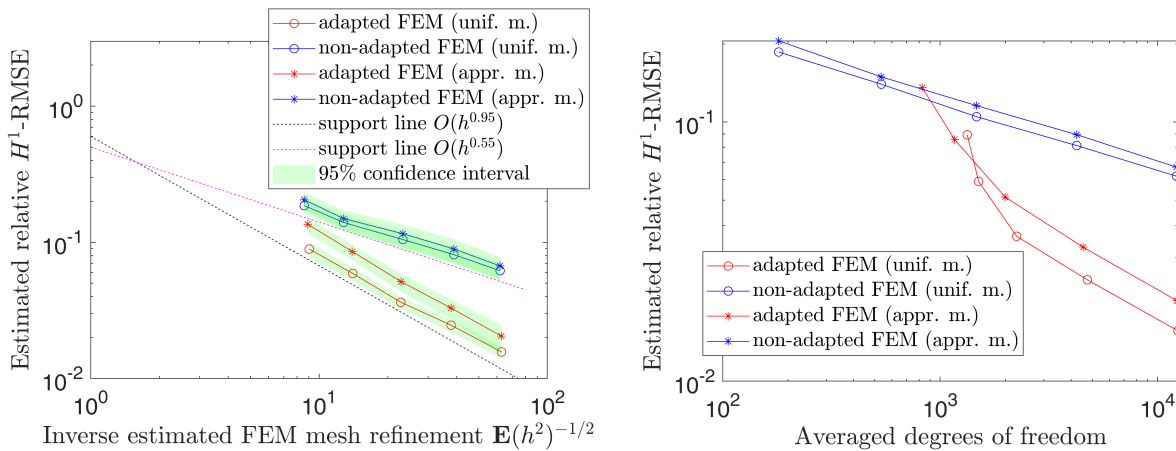 adapted FEM (unif. m.)
non-adapted FEM (unif. m.)
adapted FEM (appr. m.)
non-adapted FEM (appr. m.)
support line O(h^{0.95})
support line O(h^{0.55})
95% confidence interval
Estimated relative H^1-RMSE
10^0
10^{-1}
10^{-2}
10^0
10^1
10^2
Inverse estimated FEM mesh refinement E(h^2)^{-1/2}
Estimated relative H^1-RMSE
10^{-1}
10^{-2}
adapted FEM (unif. m.)
non-adapted FEM (unif. m.)
adapted FEM (appr. m.)
non-adapted FEM (appr. m.)
10^2
10^3
10^4
Averaged degrees of freedom